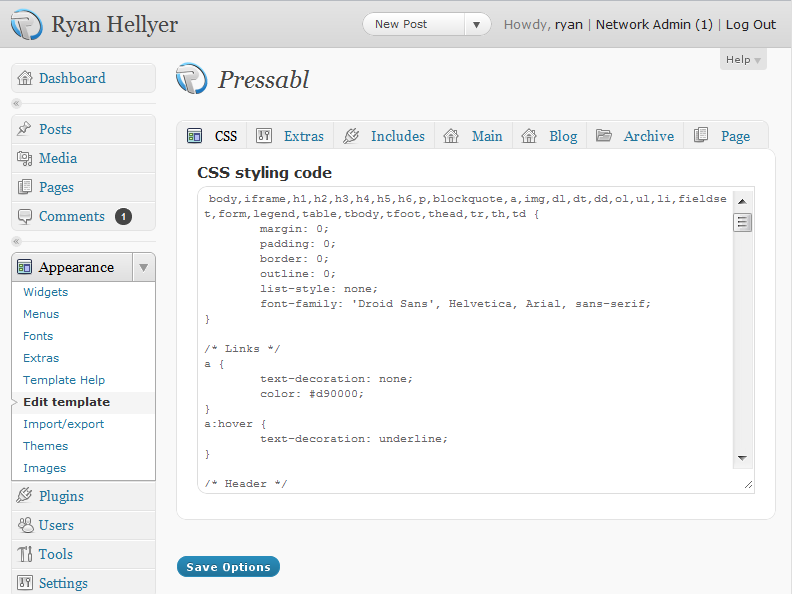 Ryan Hellyer
New Post
Howdy, ryan | Network Admin (1) | Log Out
Help
Dashboard
Posts
Media
Pages
Comments 1
Appearance
Widgets
Menus
Fonts
Extras
Template Help
Edit template
Import/export
Themes
Images
Plugins
Users
Tools
Settings
Pressabl
CSS Extras Includes Main Blog Archive Page
CSS styling code
body,iframe,h1,h2,h3,h4,h5,h6,p,blockquote,a,img,dl,dt,dd,ol,ul,li,fieldse
t,form,legend,table,tbody,tfoot,thead,tr,th,td {
margin: 0;
padding: 0;
border: 0;
outline: 0;
list-style: none;
font-family: 'Droid Sans', Helvetica, Arial, sans-serif;
}
/* Links */
a {
text-decoration: none;
color: #d90000;
}
a:hover {
text-decoration: underline;
}
/* Header */
Save Options